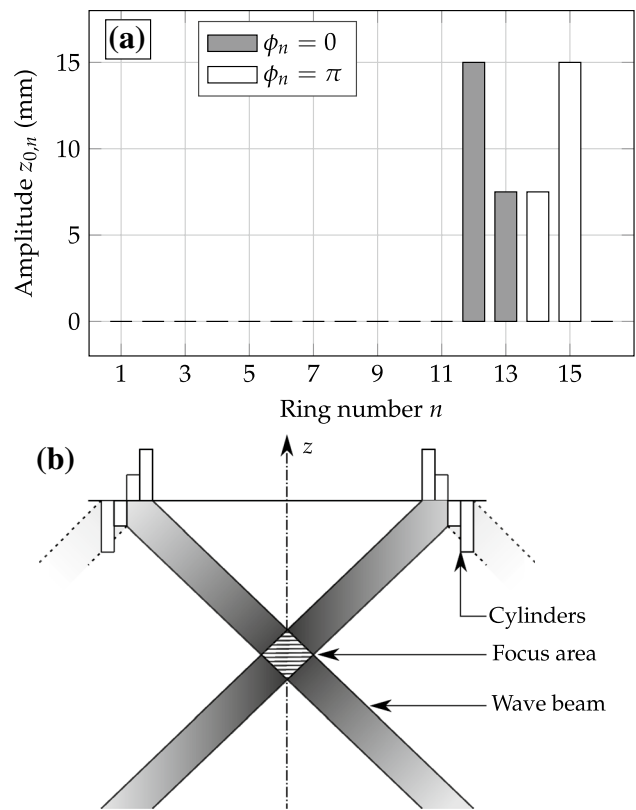 (a)
ϕn = 0
ϕn = π
15
10
5
0
Amplitude z0,n (mm)
1 3 5 7 9 11 13 15
Ring number n
(b)
z
Cylinders
Focus area
Wave beam